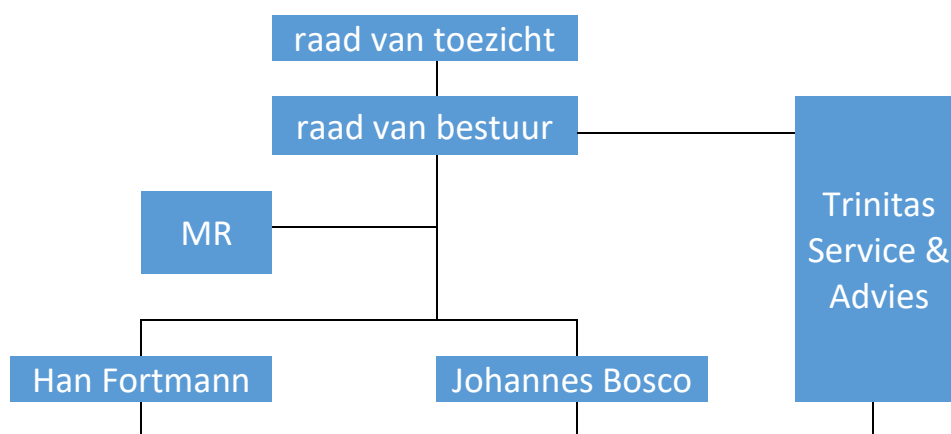 raad van toezicht
raad van bestuur
MR
Trinitas
Service &
Advies
Han Fortmann
Johannes Bosco